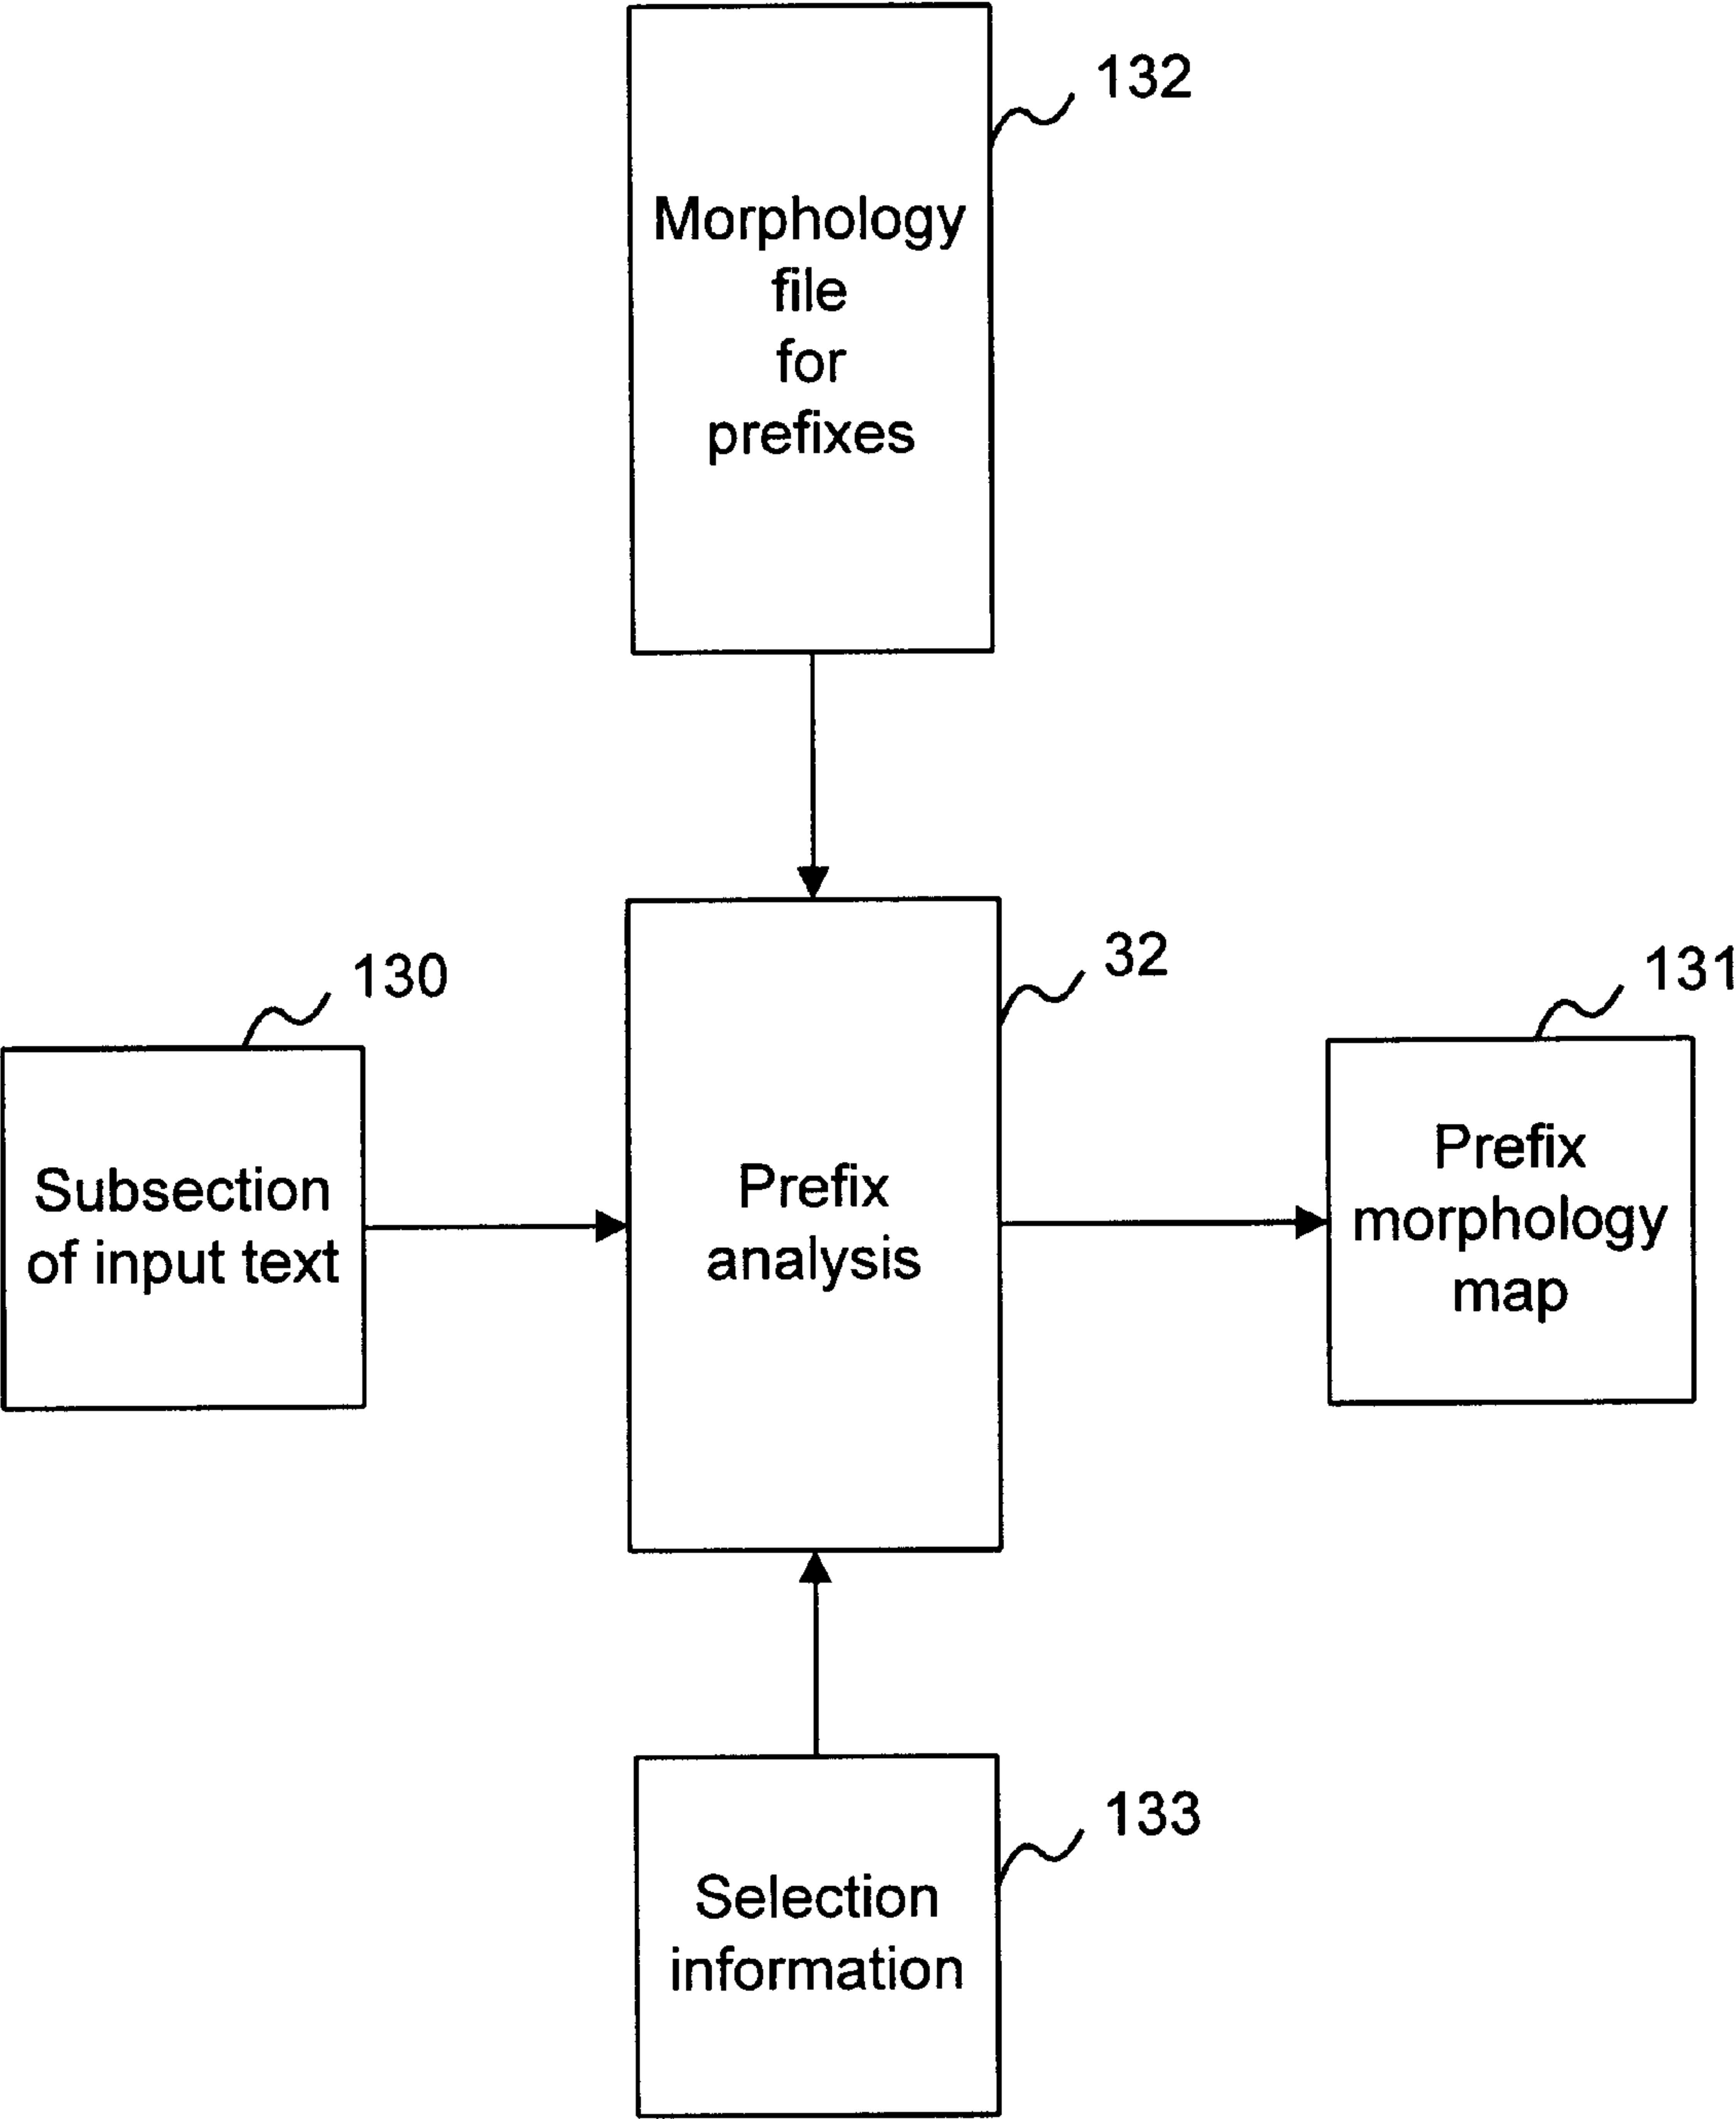 132
Morphology
file
for
prefixes
130
32
131
Subsection
of input text
Prefix
analysis
Prefix
morphology
map
133
Selection
information